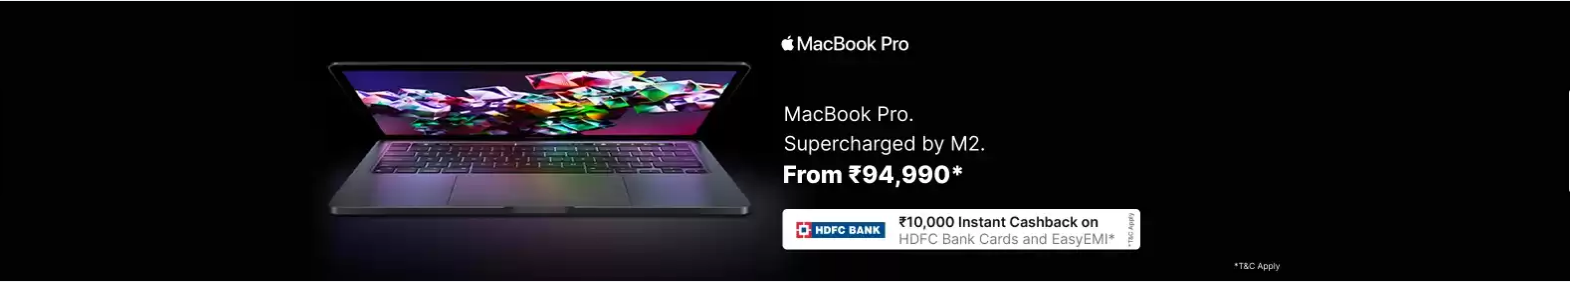 MacBook Pro
MacBook Pro.
Supercharged by M2.
From ₹94,990*
HDFC BANK
₹10,000 Instant Cashback on
HDFC Bank Cards and EasyEMI*
*T&C Apply
*T&C Apply